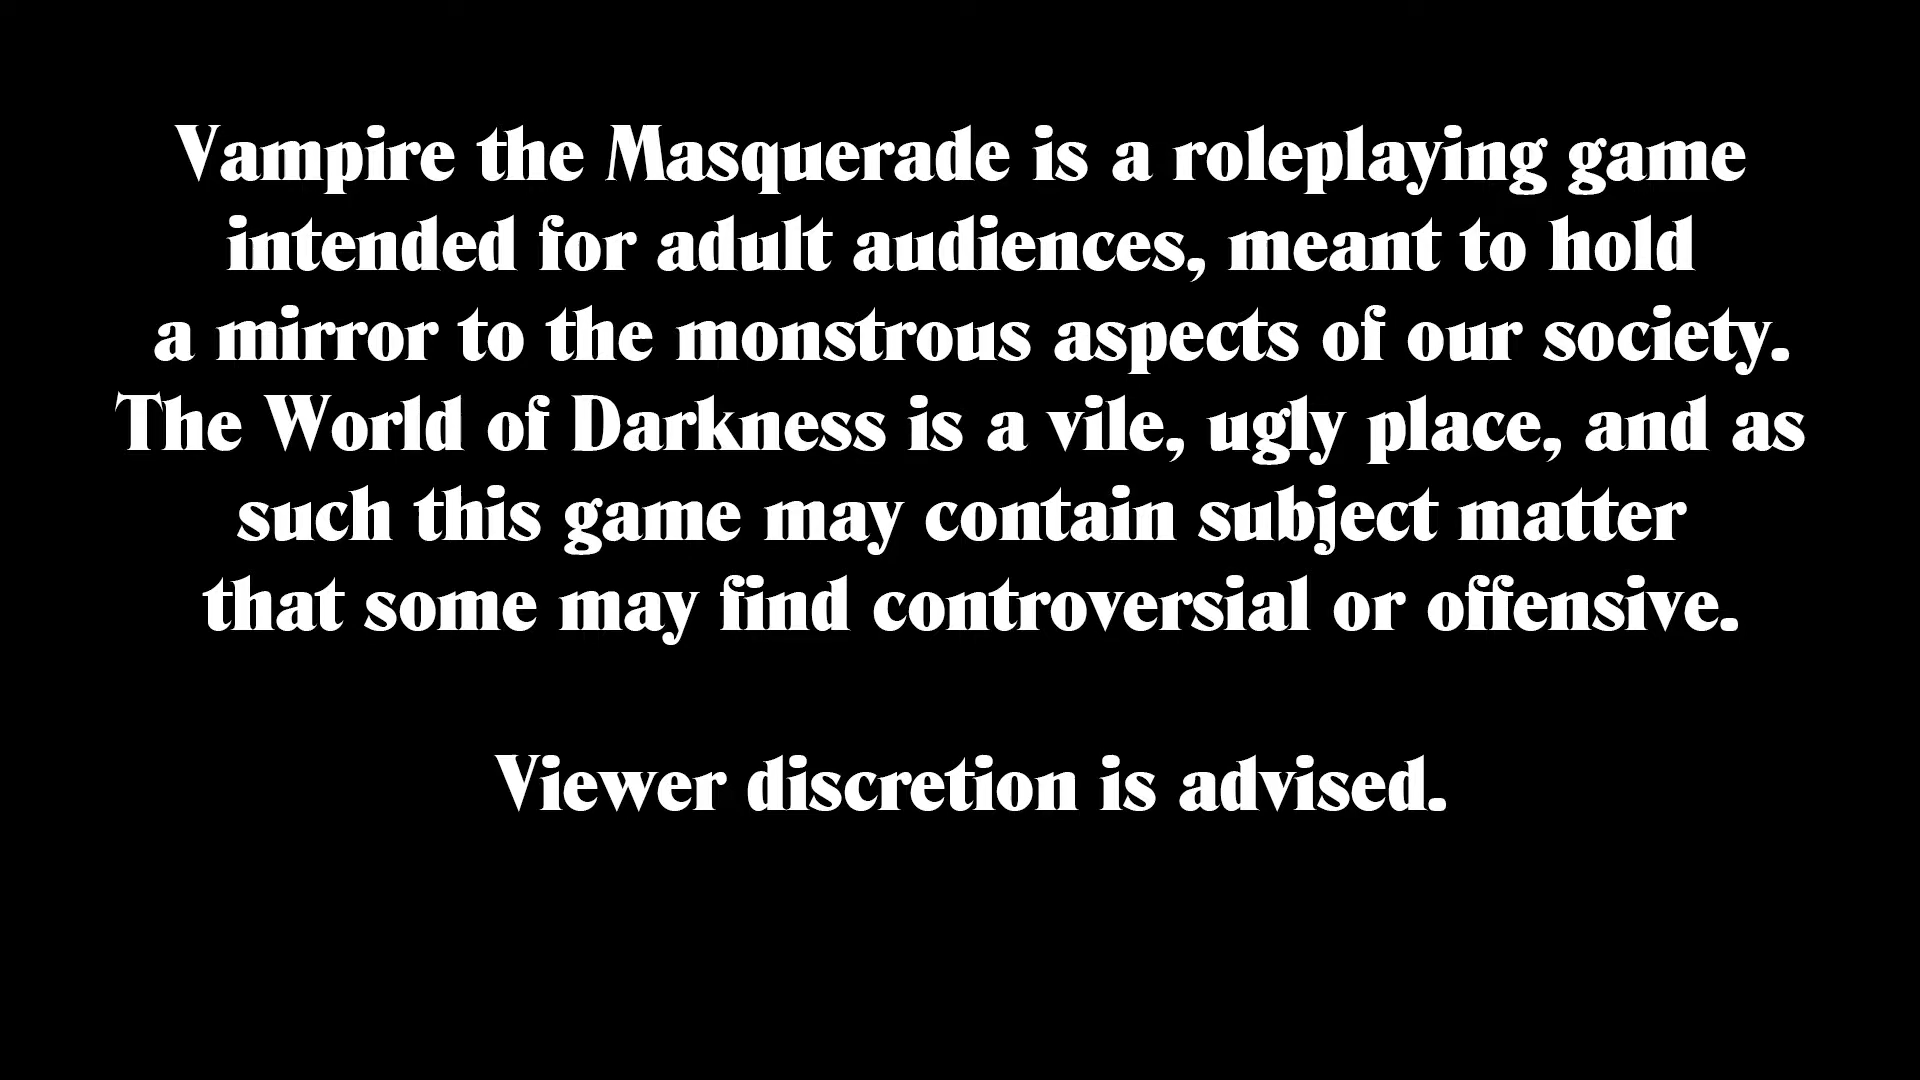 Vampire the Masquerade is a roleplaying game
intended for adult audiences, meant to hold
a mirror to the monstrous aspects of our society.
The World of Darkness is a vile, ugly place, and as
such this game may contain subject matter
that some may find controversial or offensive.
Viewer discretion is advised.